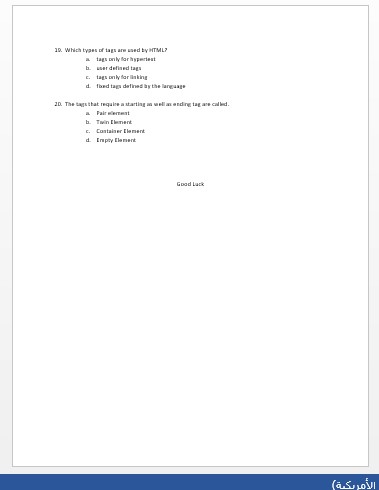 19. Which types of tags are used by HTML?
a. tags only for hypertext
b. user defined tags
c. tags only for linking
d. fixed tags defined by the language
20. The tags that require a starting as well as ending tag are called.
a. Pair element
b. Twin Element
c. Container Element
d. Empty Element
Good Luck
الأمريكية)